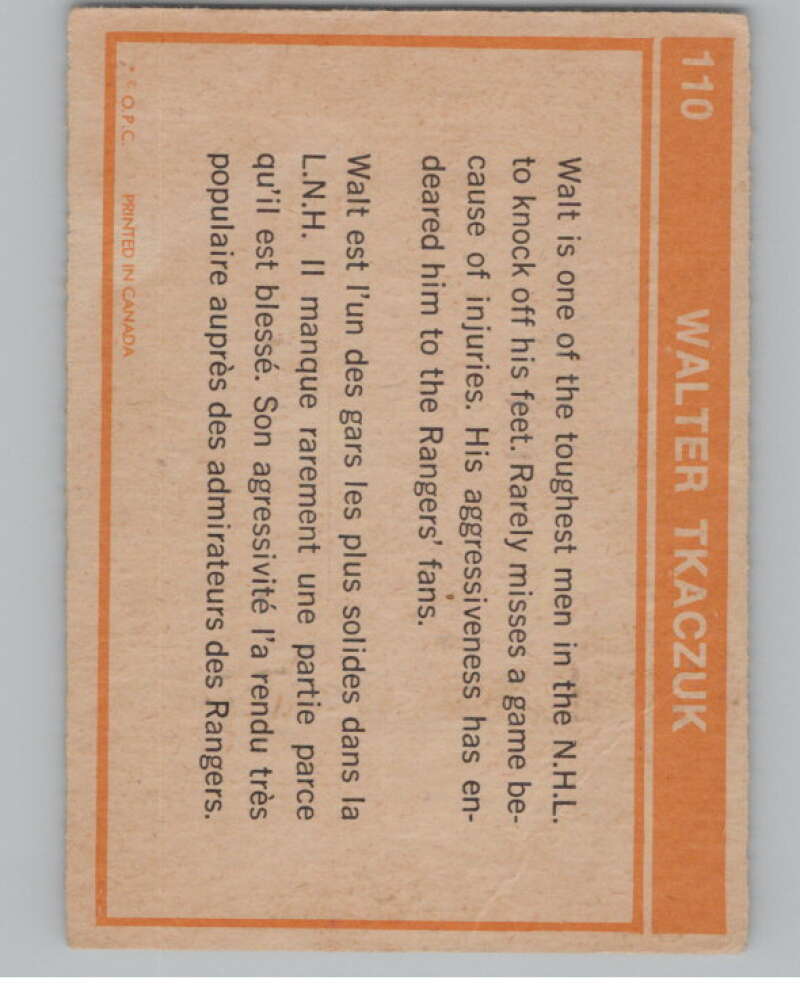 110 WALTER TKACZUK
Walt is one of the toughest men in the N.H.L.
to knock off his feet. Rarely misses a game be-
cause of injuries. His aggressiveness has en-
deared him to the Rangers' fans.
Walt est l'un des gars les plus solides dans la
L.N.H. Il manque rarement une partie parce
qu'il est blessé. Son agressivité l'a rendu très
populaire auprès des admirateurs des Rangers.
* © O.P.C. PRINTED IN CANADA